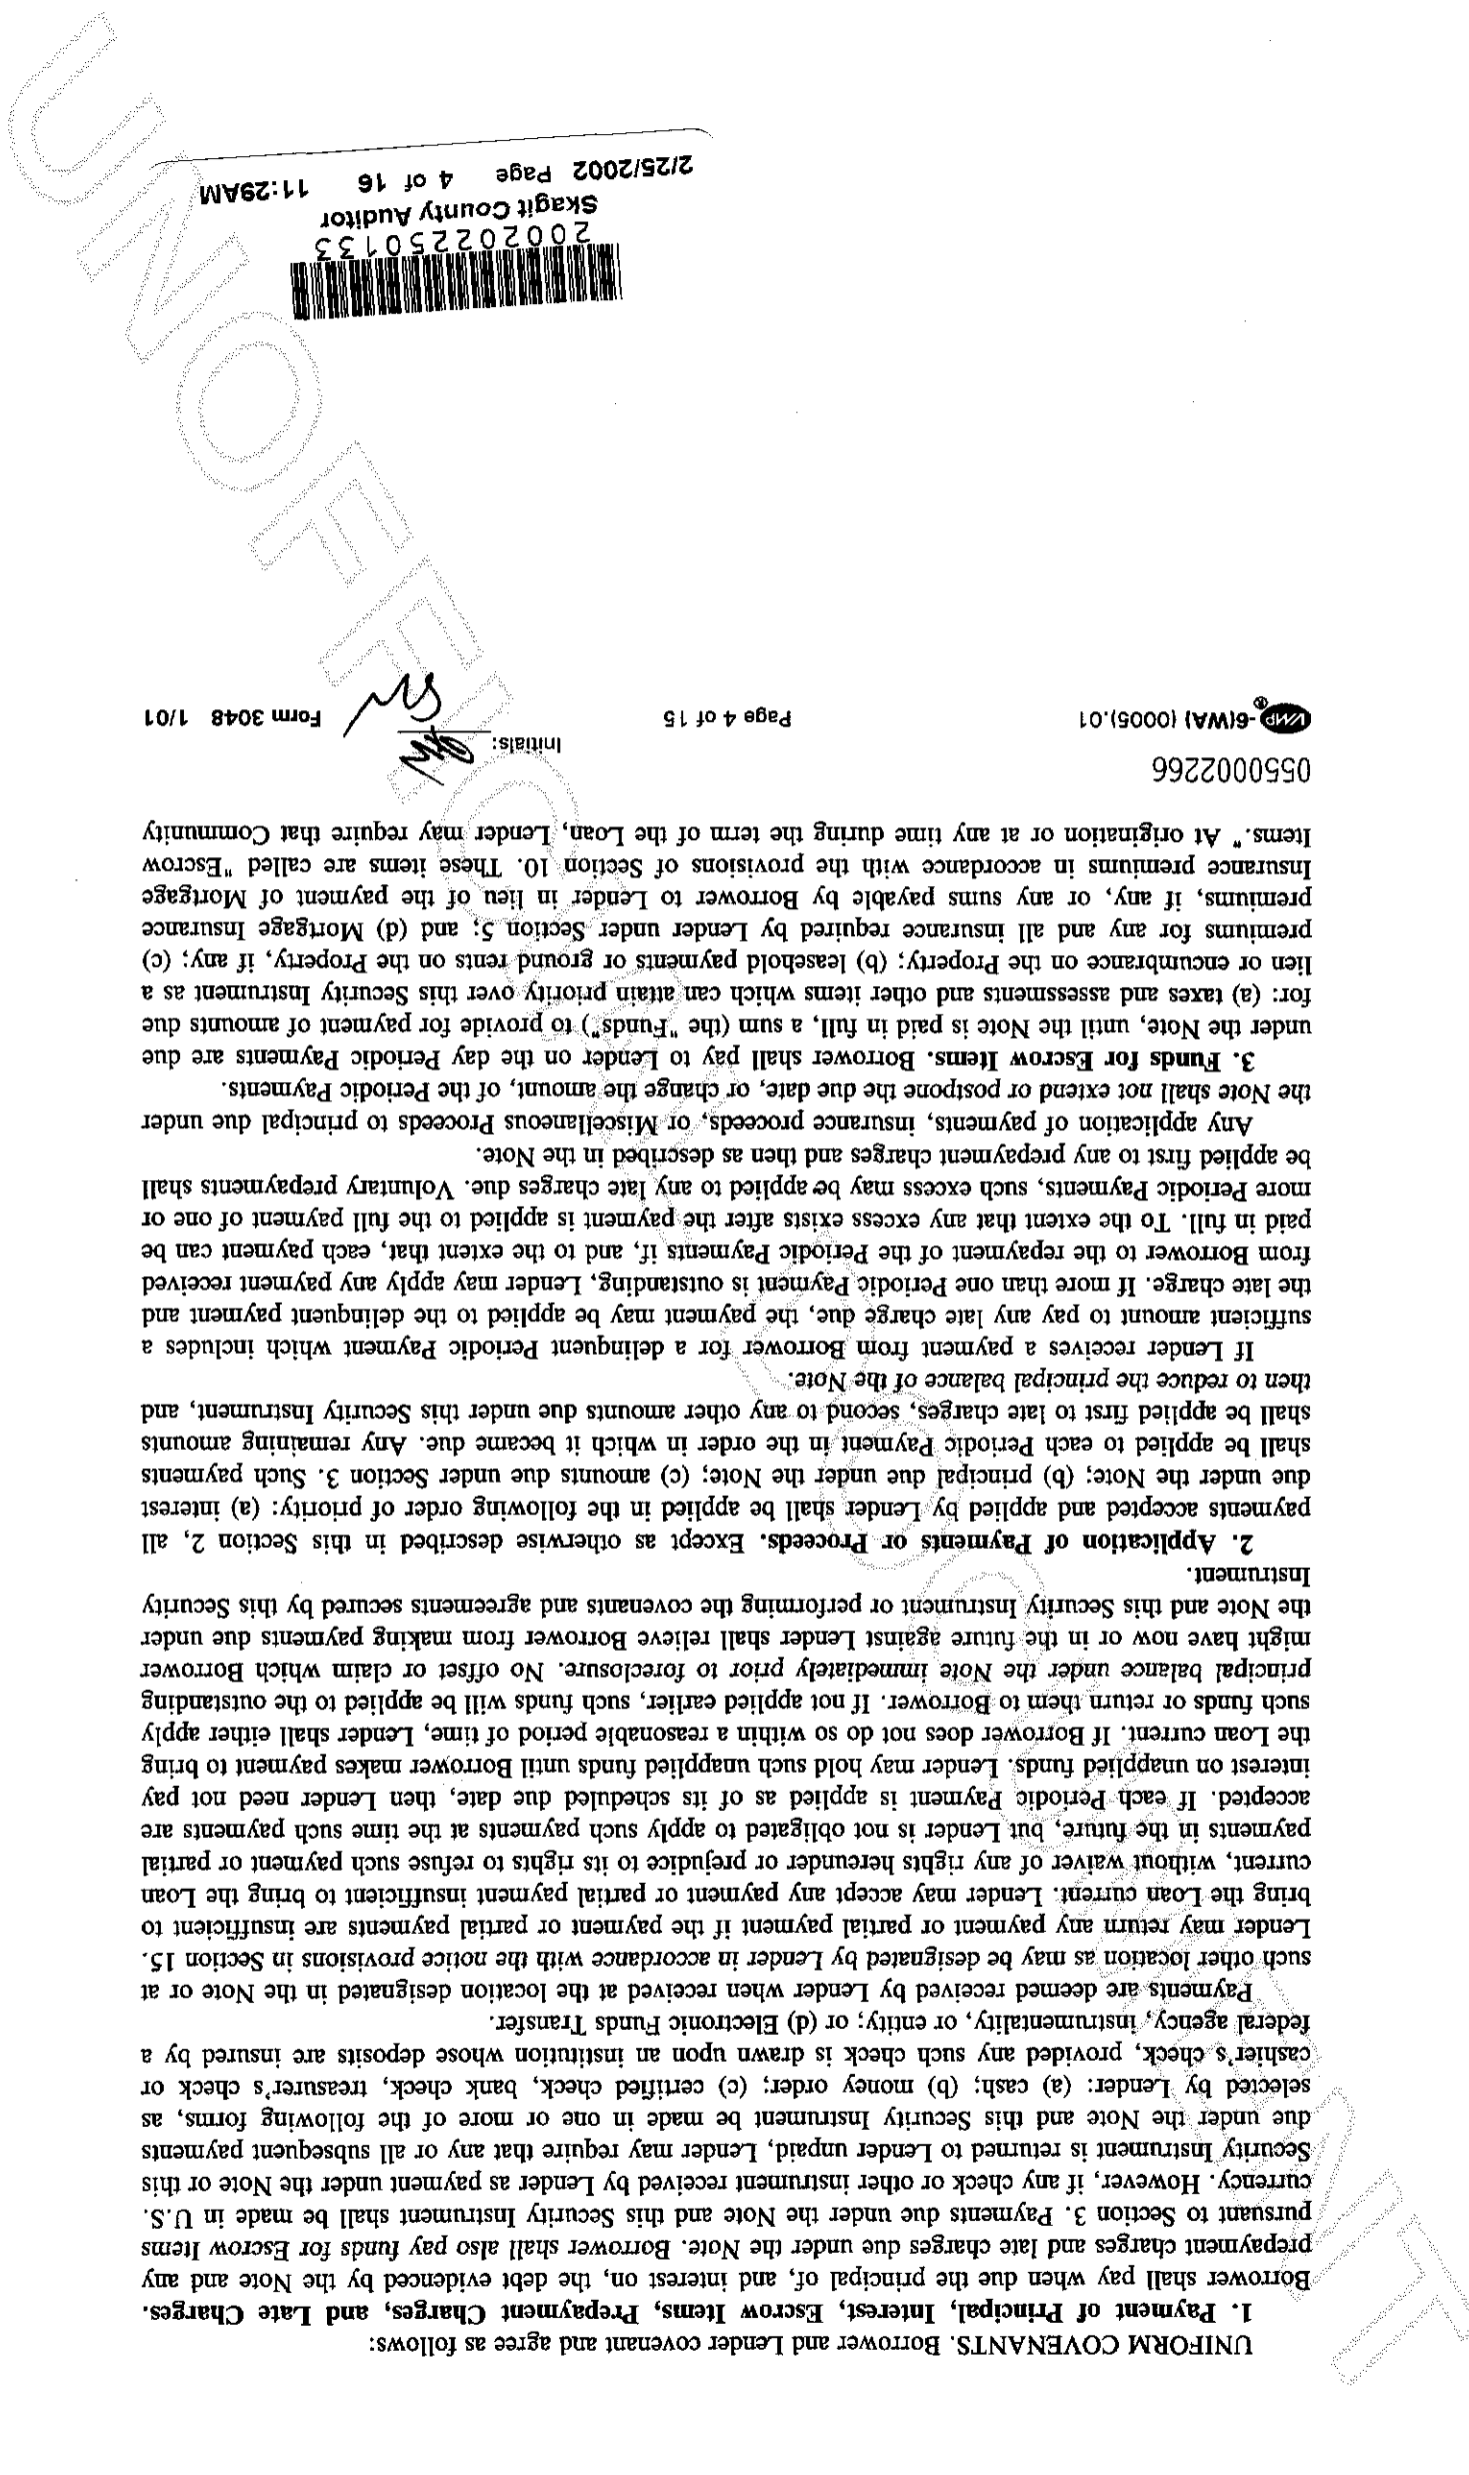 UNIFORM COVENANTS. Borrower and Lender covenant and agree as follows:
1. Payment of Principal, Interest, Escrow Items, Prepayment Charges, and Late Charges.
Borrower shall pay when due the principal of, and interest on, the debt evidenced by the Note and any
prepayment charges and late charges due under the Note. Borrower shall also pay funds for Escrow Items
pursuant to Section 3. Payments due under the Note and this Security Instrument shall be made in U.S.
currency. However, if any check or other instrument received by Lender as payment under the Note or this
Security Instrument is returned to Lender unpaid, Lender may require that any or all subsequent payments
due under the Note and this Security Instrument be made in one or more of the following forms, as
selected by Lender: (a) cash; (b) money order; (c) certified check, bank check, treasurer's check or
cashier's check, provided any such check is drawn upon an institution whose deposits are insured by a
federal agency, instrumentality, or entity; or (d) Electronic Funds Transfer.
Payments are deemed received by Lender when received at the location designated in the Note or at
such other location as may be designated by Lender in accordance with the notice provisions in Section 15.
Lender may return any payment or partial payment if the payment or partial payments are insufficient to
bring the Loan current. Lender may accept any payment or partial payment insufficient to bring the Loan
current, without waiver of any rights hereunder or prejudice to its rights to refuse such payment or partial
payments in the future, but Lender is not obligated to apply such payments at the time such payments are
accepted. If each Periodic Payment is applied as of its scheduled due date, then Lender need not pay
interest on unapplied funds. Lender may hold such unapplied funds until Borrower makes payment to bring
the Loan current. If Borrower does not do so within a reasonable period of time, Lender shall either apply
such funds or return them to Borrower. If not applied earlier, such funds will be applied to the outstanding
principal balance under the Note immediately prior to foreclosure. No offset or claim which Borrower
might have now or in the future against Lender shall relieve Borrower from making payments due under
the Note and this Security Instrument or performing the covenants and agreements secured by this Security
Instrument.
2. Application of Payments or Proceeds. Except as otherwise described in this Section 2, all
payments accepted and applied by Lender shall be applied in the following order of priority: (a) interest
due under the Note; (b) principal due under the Note; (c) amounts due under Section 3. Such payments
shall be applied to each Periodic Payment in the order in which it became due. Any remaining amounts
shall be applied first to late charges, second to any other amounts due under this Security Instrument, and
then to reduce the principal balance of the Note.
If Lender receives a payment from Borrower for a delinquent Periodic Payment which includes a
sufficient amount to pay any late charge due, the payment may be applied to the delinquent payment and
the late charge. If more than one Periodic Payment is outstanding, Lender may apply any payment received
from Borrower to the repayment of the Periodic Payments if, and to the extent that, each payment can be
paid in full. To the extent that any excess exists after the payment is applied to the full payment of one or
more Periodic Payments, such excess may be applied to any late charges due. Voluntary prepayments shall
be applied first to any prepayment charges and then as described in the Note.
Any application of payments, insurance proceeds, or Miscellaneous Proceeds to principal due under
the Note shall not extend or postpone the due date, or change the amount, of the Periodic Payments.
3. Funds for Escrow Items. Borrower shall pay to Lender on the day Periodic Payments are due
under the Note, until the Note is paid in full, a sum (the "Funds") to provide for payment of amounts due
for: (a) taxes and assessments and other items which can attain priority over this Security Instrument as a
lien or encumbrance on the Property; (b) leasehold payments or ground rents on the Property, if any; (c)
premiums for any and all insurance required by Lender under Section 5; and (d) Mortgage Insurance
premiums, if any, or any sums payable by Borrower to Lender in lieu of the payment of Mortgage
Insurance premiums in accordance with the provisions of Section 10. These items are called "Escrow
Items." At origination or at any time during the term of the Loan, Lender may require that Community
0550002266
VMP®-6(WA) (0005).01 Page 4 of 15 Initials: Form 3048 1/01
200202250133
Skagit County Auditor
2/25/2002 Page 4 of 16 11:29AM
UNOFFICIAL DOCUMENT